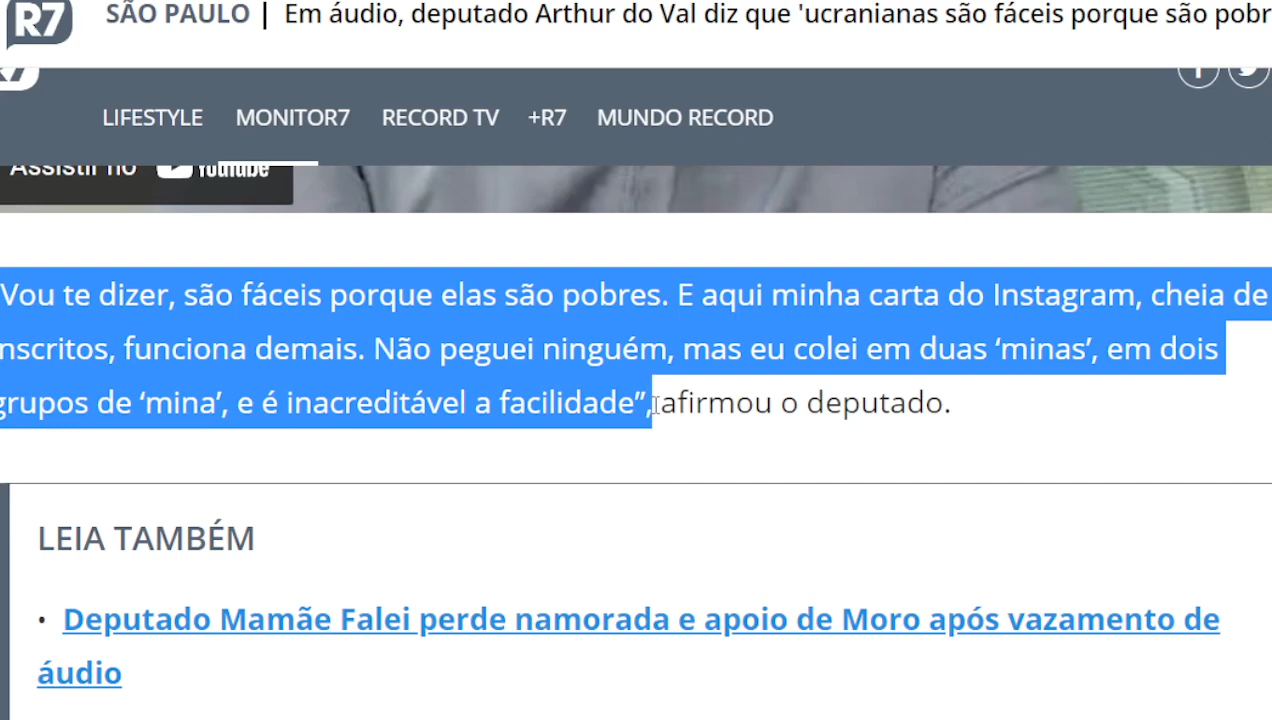 R7 SÃO PAULO | Em áudio, deputado Arthur do Val diz que 'ucranianas são fáceis porque são pobr
LIFESTYLE MONITOR7 RECORD TV +R7 MUNDO RECORD
Assistir no YouTube
Vou te dizer, são fáceis porque elas são pobres. E aqui minha carta do Instagram, cheia de
nscritos, funciona demais. Não peguei ninguém, mas eu colei em duas ‘minas’, em dois
grupos de ‘mina’, e é inacreditável a facilidade”, afirmou o deputado.
LEIA TAMBÉM
• Deputado Mamãe Falei perde namorada e apoio de Moro após vazamento de
áudio